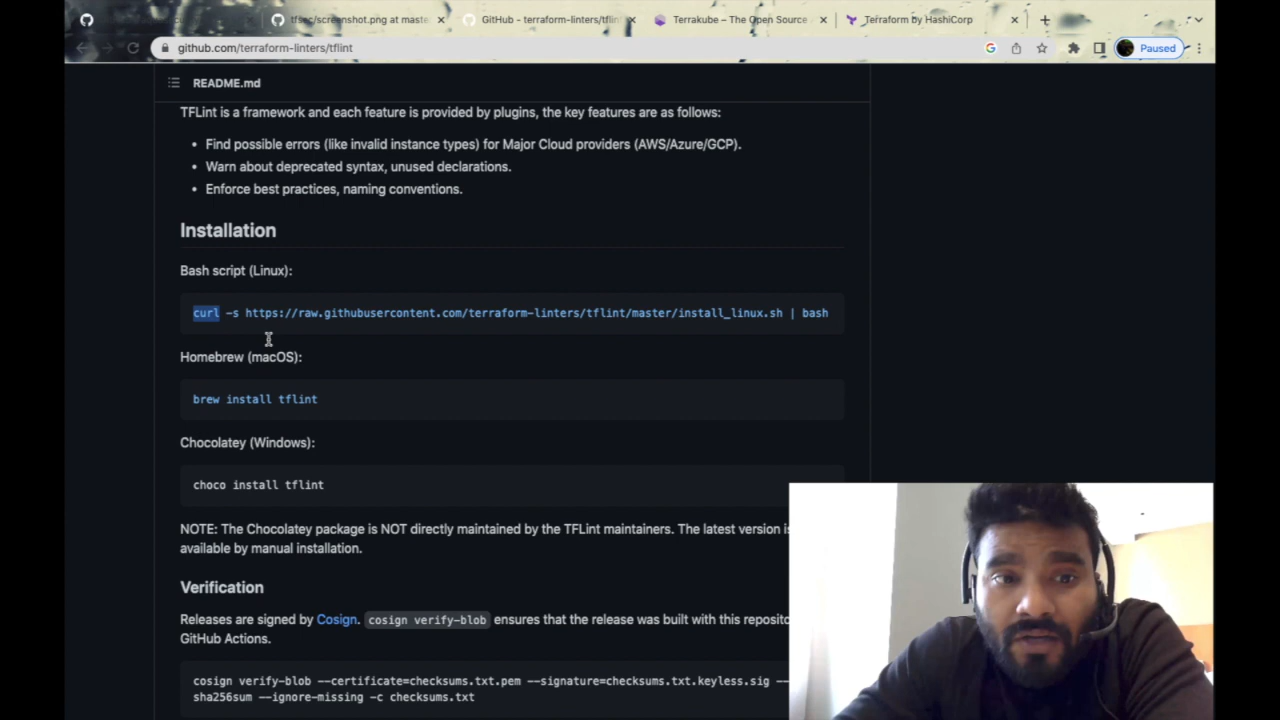 tfsec/screenshot.png at maste
GitHub - terraform-linters/tflin
Terrakube – The Open Source
Terraform by HashiCorp
github.com/terraform-linters/tflint
Paused
README.md
TFLint is a framework and each feature is provided by plugins, the key features are as follows:
• Find possible errors (like invalid instance types) for Major Cloud providers (AWS/Azure/GCP).
• Warn about deprecated syntax, unused declarations.
• Enforce best practices, naming conventions.
Installation
Bash script (Linux):
curl -s https://raw.githubusercontent.com/terraform-linters/tflint/master/install_linux.sh | bash
Homebrew (macOS):
brew install tflint
Chocolatey (Windows):
choco install tflint
NOTE: The Chocolatey package is NOT directly maintained by the TFLint maintainers. The latest version is
available by manual installation.
Verification
Releases are signed by Cosign. cosign verify-blob ensures that the release was built with this reposito
GitHub Actions.
cosign verify-blob --certificate=checksums.txt.pem --signature=checksums.txt.keyless.sig --
sha256sum --ignore-missing -c checksums.txt